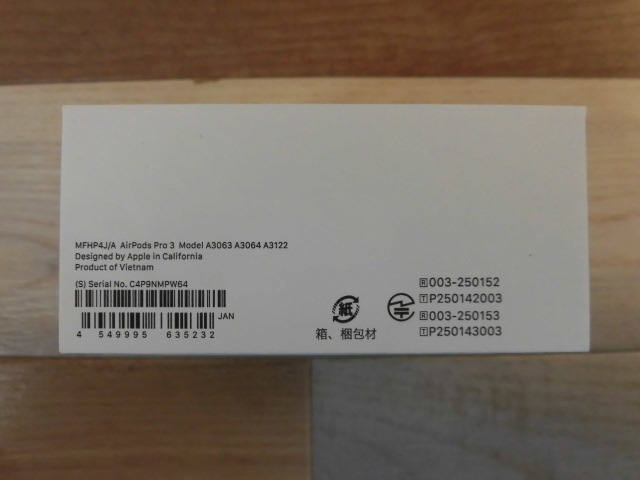 MFHP4J/A AirPods Pro 3 Model A3063 A3064 A3122
Designed by Apple in California
Product of Vietnam
(S) Serial No. C4P9NMPW64
JAN
4 549995 635232
紙
箱、梱包材
R 003-250152
T P250142003
R 003-250153
T P250143003